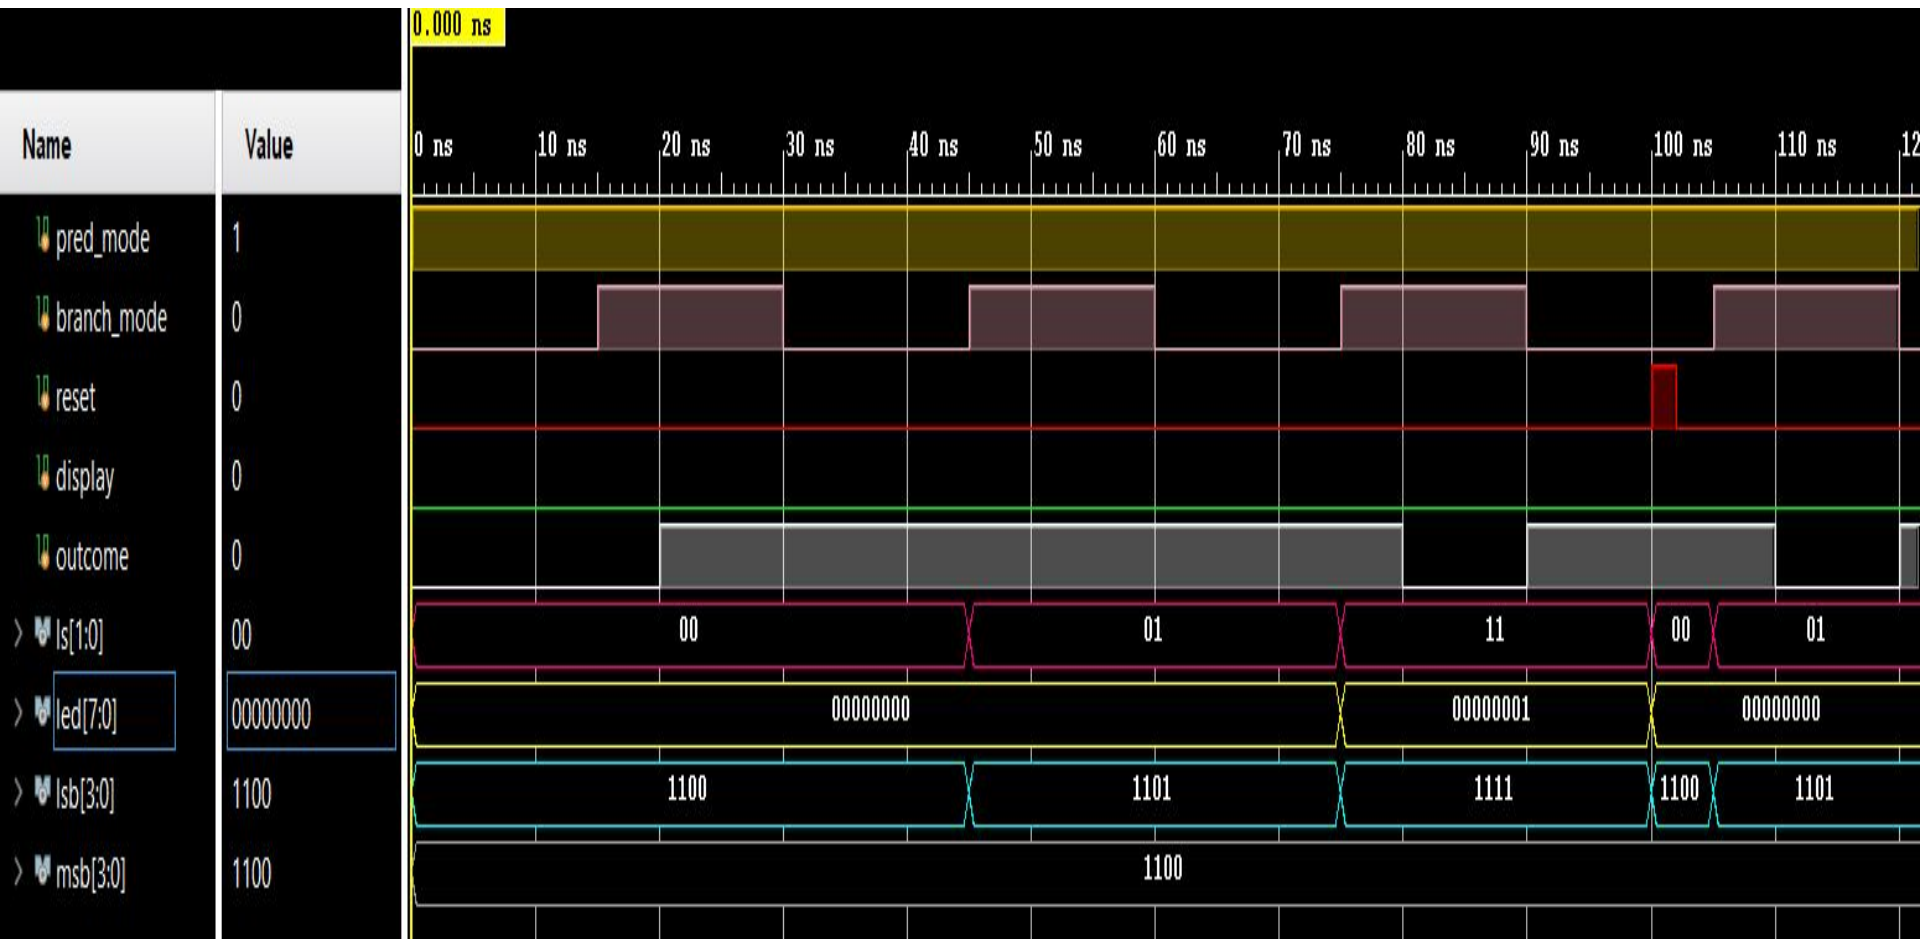 0.000 ns
Name Value 0 ns 10 ns 20 ns 30 ns 40 ns 50 ns 60 ns 70 ns 80 ns 90 ns 100 ns 110 ns 12
pred_mode 1
branch_mode 0
reset 0
display 0
outcome 0
ls[1:0] 00 00 01 11 00 01
led[7:0] 00000000 00000000 00000001 00000000
lsb[3:0] 1100 1100 1101 1111 1100 1101
msb[3:0] 1100 1100